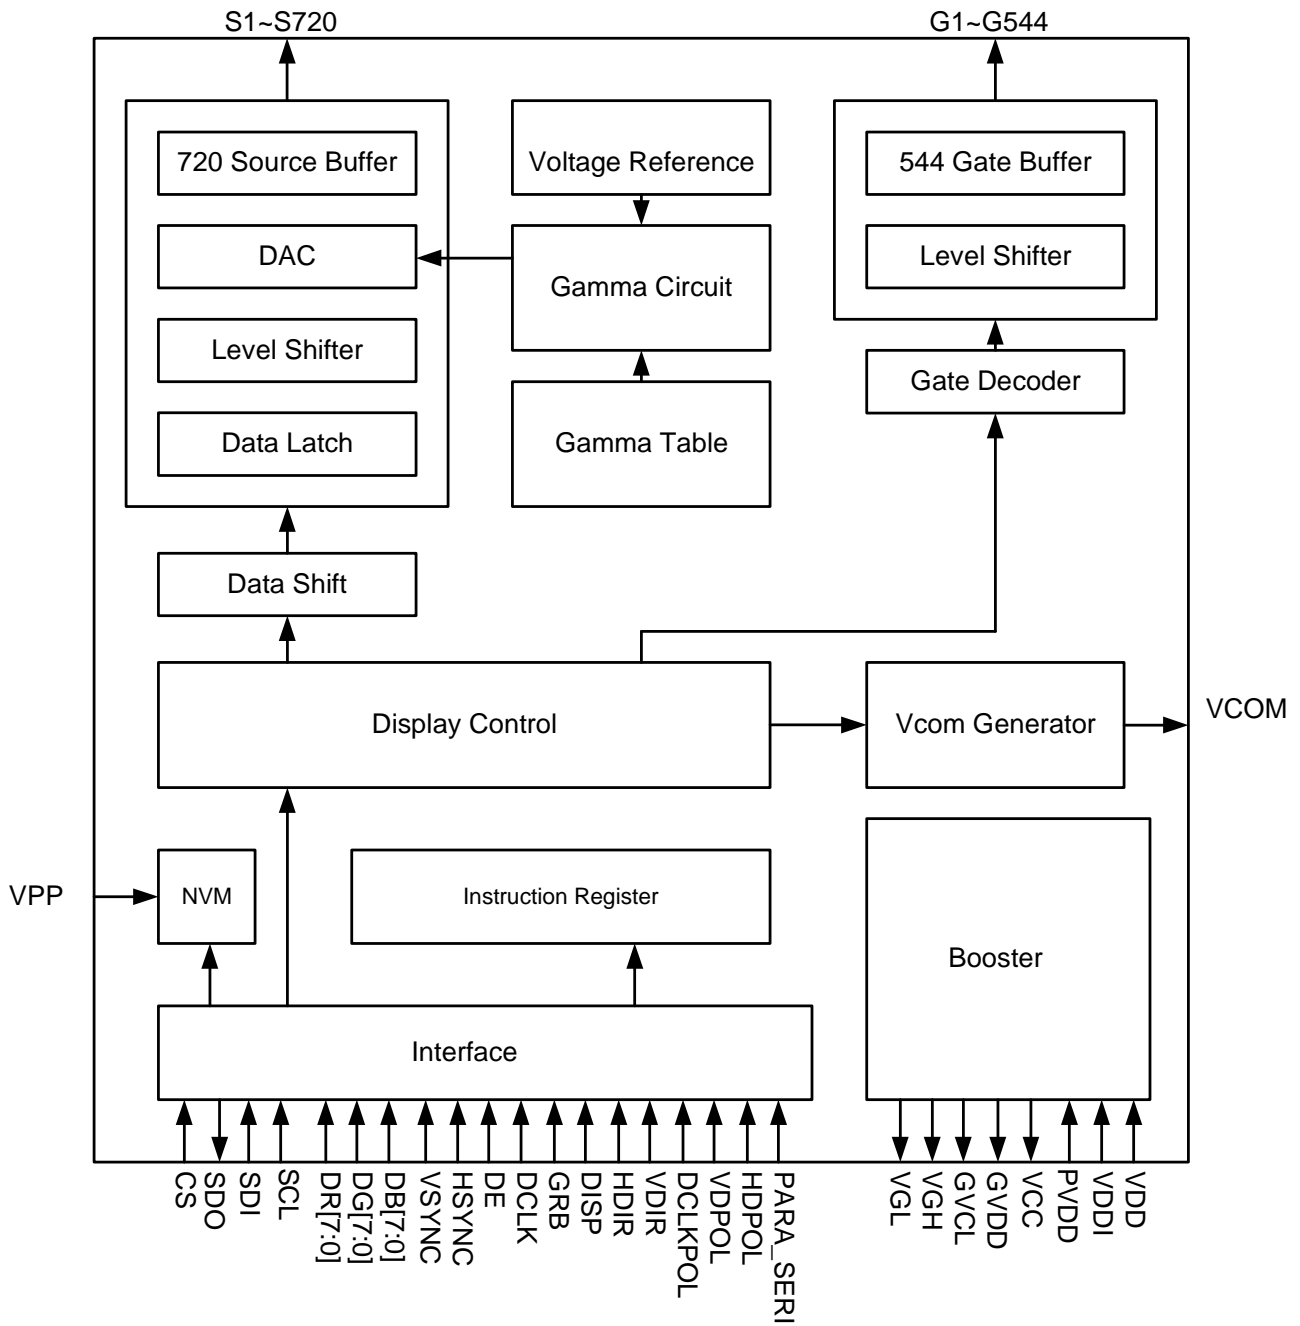 S1~S720
G1~G544
720 Source Buffer
DAC
Level Shifter
Data Latch
Voltage Reference
Gamma Circuit
Gamma Table
544 Gate Buffer
Level Shifter
Gate Decoder
Data Shift
Display Control
Vcom Generator
VCOM
VPP
NVM
Instruction Register
Booster
Interface
CS
SDO
SDI
SCL
DR[7:0]
DG[7:0]
DB[7:0]
VSYNC
HSYNC
DE
DCLK
GRB
DISP
HDIR
VDIR
DCLKPOL
VDPOL
HDPOL
PARA_SERI
VGL
VGH
GVCL
GVDD
VCC
PVDD
VDDI
VDD